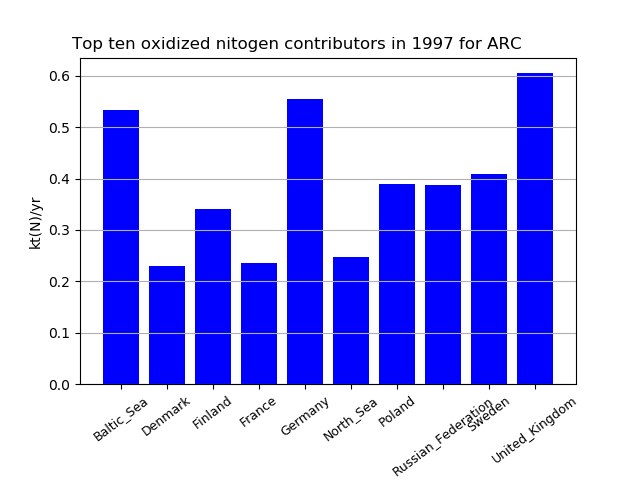 Top ten oxidized nitogen contributors in 1997 for ARC
kt(N)/yr
0.6
0.5
0.4
0.3
0.2
0.1
0.0
Baltic_Sea
Denmark
Finland
France
Germany
North_Sea
Poland
Russian_Federation
Sweden
United_Kingdom